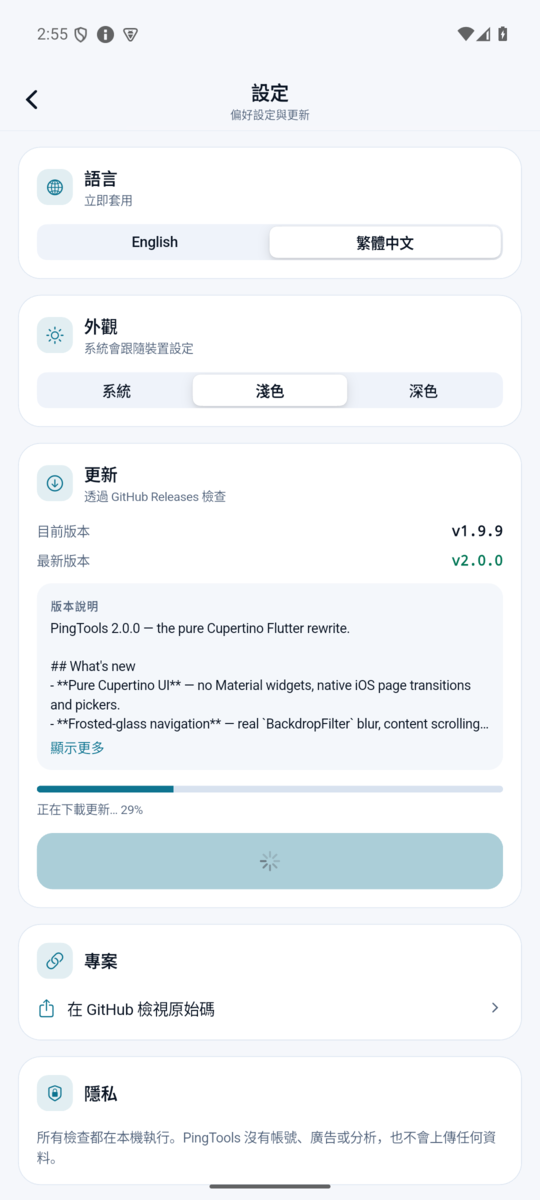 2:55
設定
偏好設定與更新
語言
立即套用
English
繁體中文
外觀
系統會跟隨裝置設定
系統
淺色
深色
更新
透過 GitHub Releases 檢查
目前版本
v1.9.9
最新版本
v2.0.0
版本說明
PingTools 2.0.0 — the pure Cupertino Flutter rewrite.
## What's new
- **Pure Cupertino UI** — no Material widgets, native iOS page transitions
and pickers.
- **Frosted-glass navigation** — real `BackdropFilter` blur, content scrolling…
顯示更多
正在下載更新… 29%
專案
在 GitHub 檢視原始碼
隱私
所有檢查都在本機執行。PingTools 沒有帳號、廣告或分析，也不會上傳任何資
料。